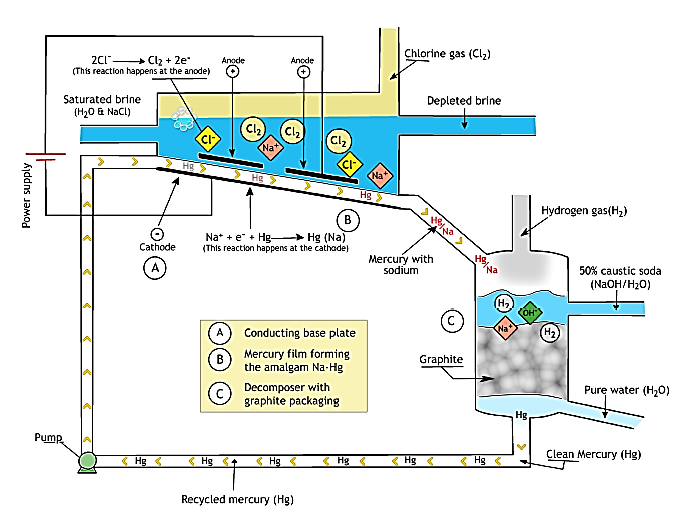 2Cl⁻ → Cl₂ + 2e⁻
(This reaction happens at the anode)
Anode
+
Anode
+
Chlorine gas (Cl₂)
Saturated brine
(H₂O & NaCl)
Depleted brine
Cl⁻
Cl₂
Na⁺
Cl₂
Cl₂
Cl⁻
Na⁺
Hg
Hg
Hg
Power supply
−
Cathode
A
Na⁺ + e⁻ + Hg → Hg (Na)
(This reaction happens at the cathode)
B
Hg/Na
Mercury with
sodium
Hg/Na
Hydrogen gas(H₂)
50% caustic soda
(NaOH/H₂O)
H₂
OH⁻
Na⁺
H₂
C
Graphite
A Conducting base plate
B Mercury film forming
the amalgam Na-Hg
C Decomposer with
graphite packaging
Pure water (H₂O)
Hg
Pump
Hg Hg Hg Hg Hg Hg
Clean Mercury (Hg)
Recycled mercury (Hg)